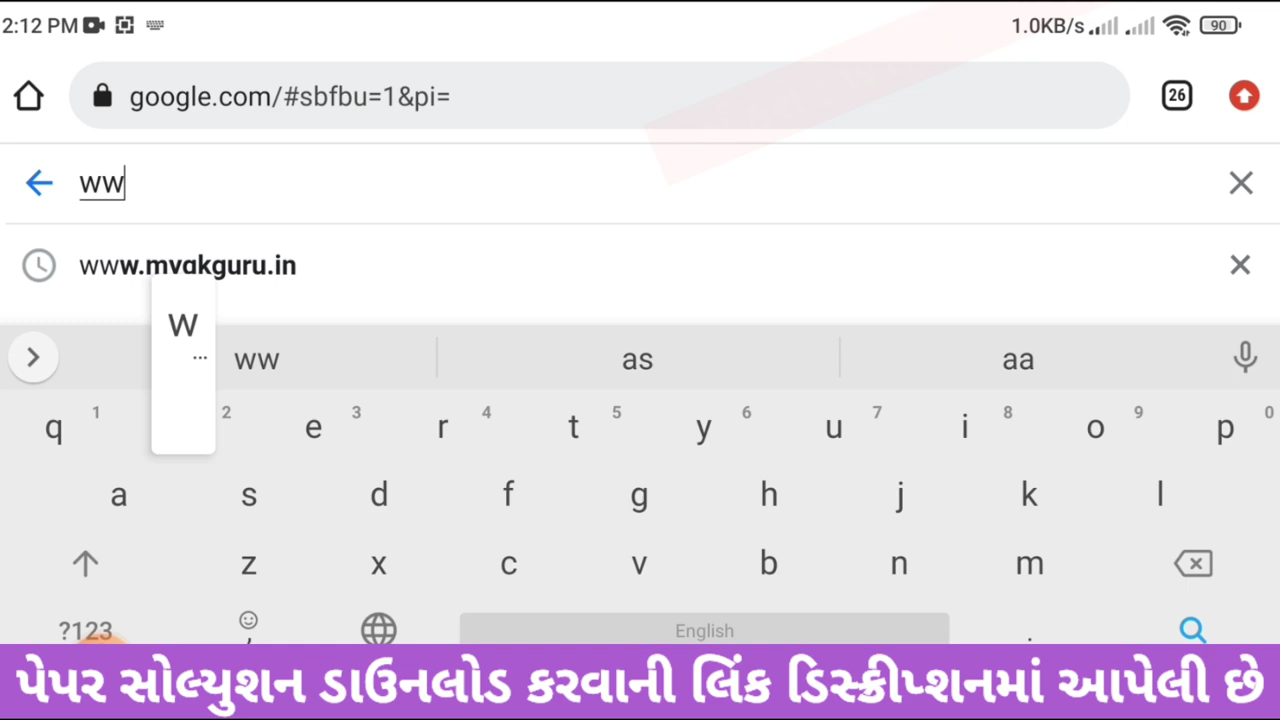 2:12 PM 1.0KB/s 90
google.com/#sbfbu=1&pi= 26
ww
www.mvakguru.in
w
...
ww as aa
q 1 2 e 3 r 4 t 5 y 6 u 7 i 8 o 9 p 0
a s d f g h j k l
z x c v b n m
?123 , English .
પેપર સોલ્યુશન ડાઉનલોડ કરવાની લિંક ડિસ્ક્રીપ્શનમાં આપેલી છે